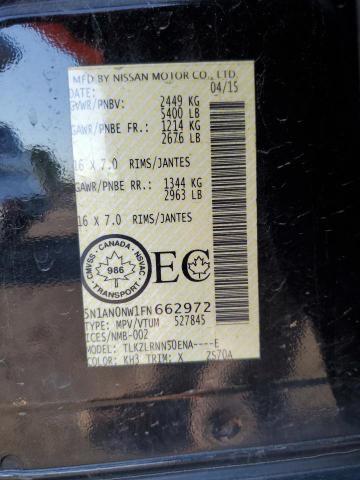 MFD BY NISSAN MOTOR CO., LTD.
DATE: 04/15
GVWR/PNBV: 2449 KG
5400 LB
GAWR/PNBE FR.: 1214 KG
2676 LB
16 X 7.0 RIMS/JANTES
GAWR/PNBE RR.: 1344 KG
2963 LB
16 X 7.0 RIMS/JANTES
CMVSS · CANADA · NSVAC
986
TRANSPORT
EC
5N1AN0NW1FN662972
TYPE: MPV/VTUM 527845
ICES/NMB-002
MODEL: TLKZLRNN50ENA----E
COLOR: KH3 TRIM: X ZS70A